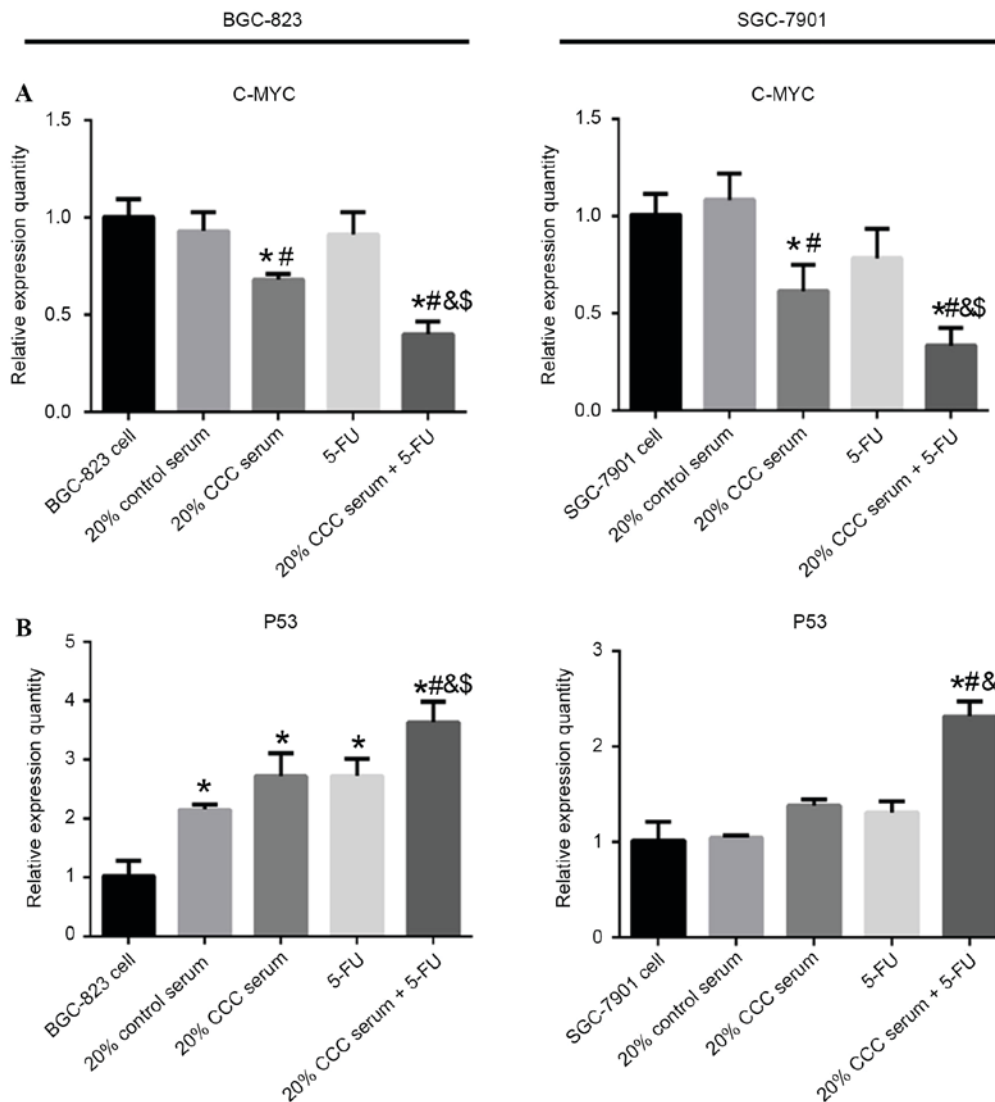 BGC-823
SGC-7901
A
C-MYC
Relative expression quantity
1.5
1.0
0.5
0.0
* #
*#&$
BGC-823 cell
20% control serum
20% CCC serum
5-FU
20% CCC serum + 5-FU
C-MYC
Relative expression quantity
1.5
1.0
0.5
0.0
* #
*#&$
SGC-7901 cell
20% control serum
20% CCC serum
5-FU
20% CCC serum + 5-FU
B
P53
Relative expression quantity
5
4
3
2
1
0
*
*
*
*#&$
BGC-823 cell
20% control serum
20% CCC serum
5-FU
20% CCC serum + 5-FU
P53
Relative expression quantity
3
2
1
0
*#&
SGC-7901 cell
20% control serum
20% CCC serum
5-FU
20% CCC serum + 5-FU